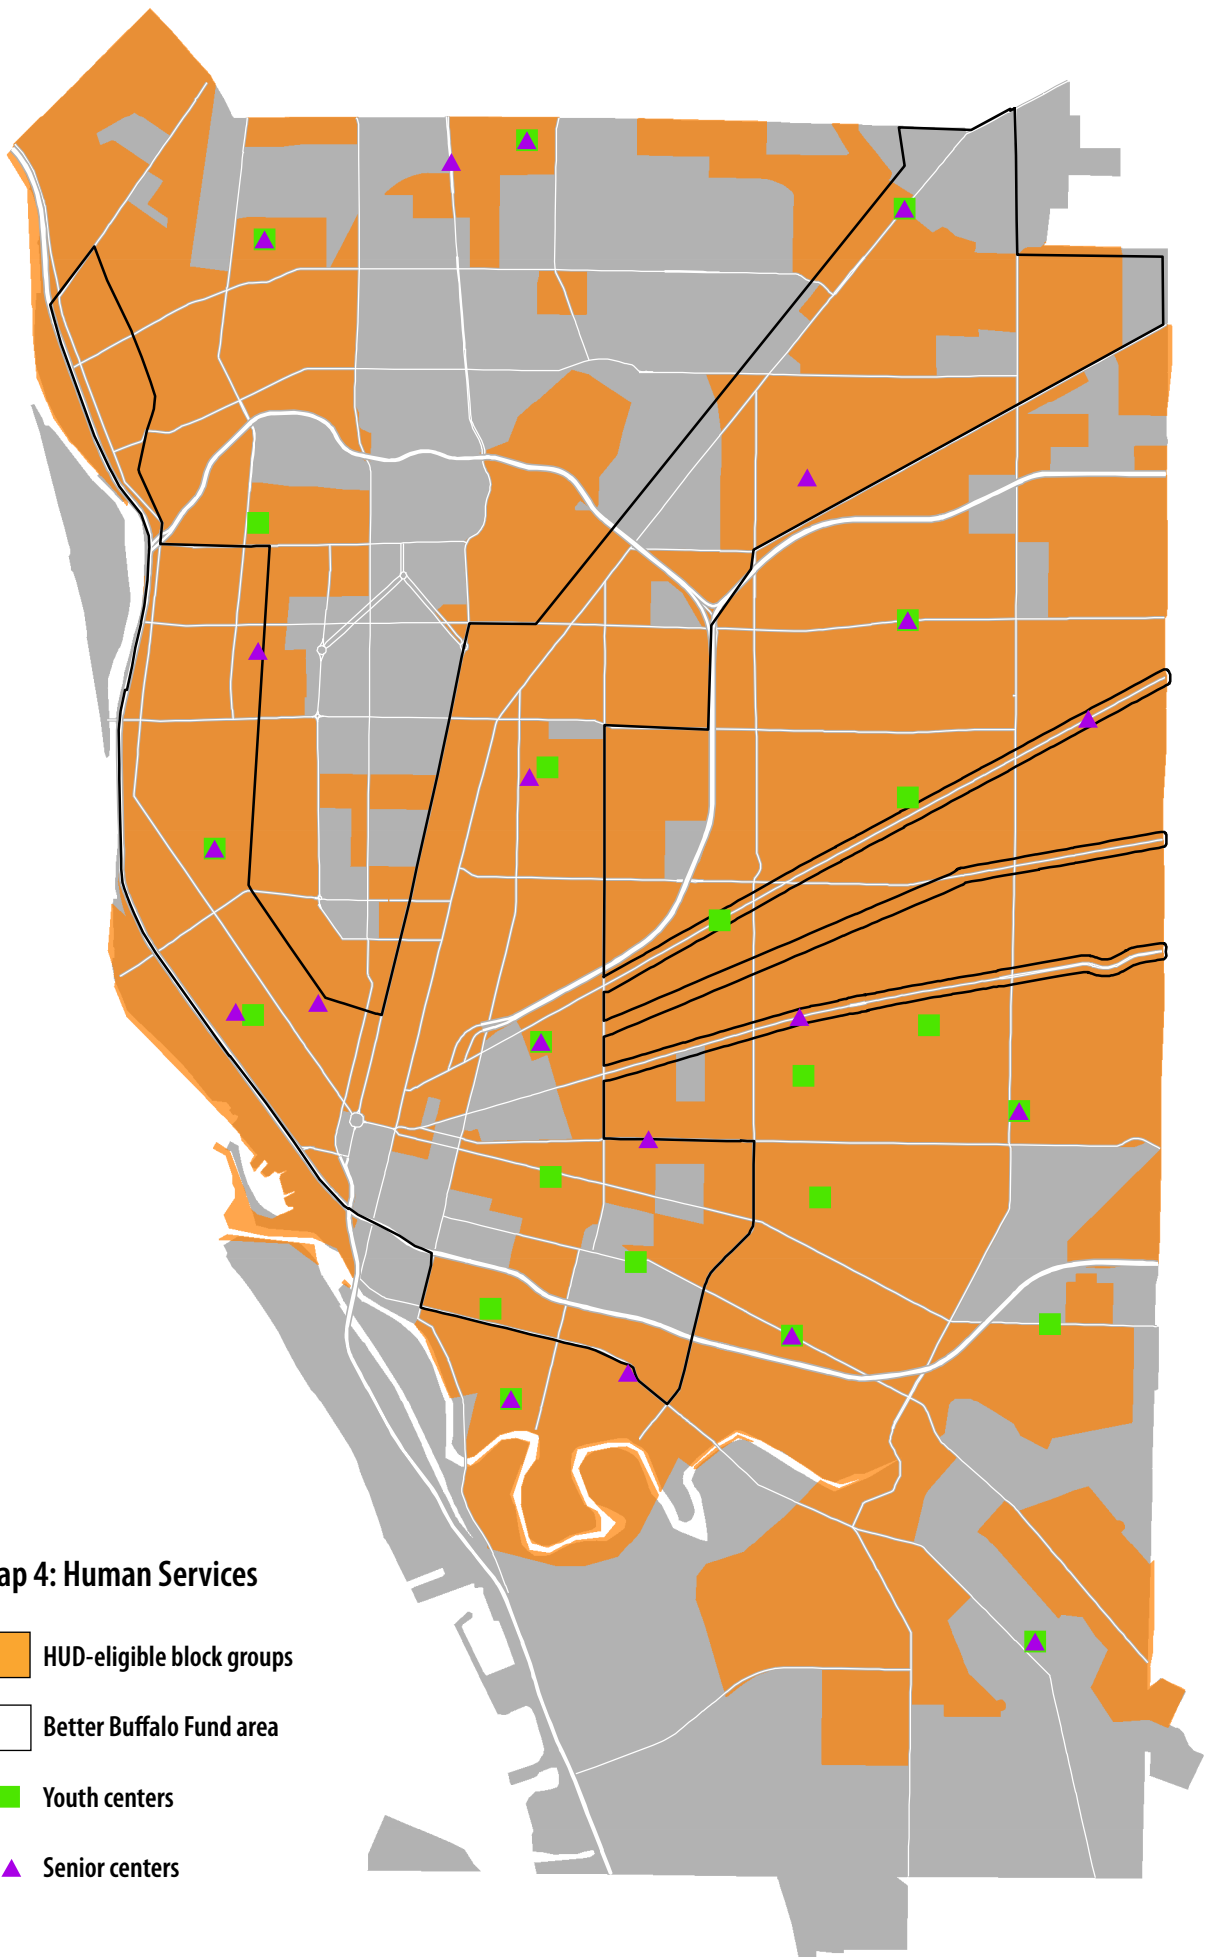 ap 4: Human Services
HUD-eligible block groups
Better Buffalo Fund area
Youth centers
Senior centers